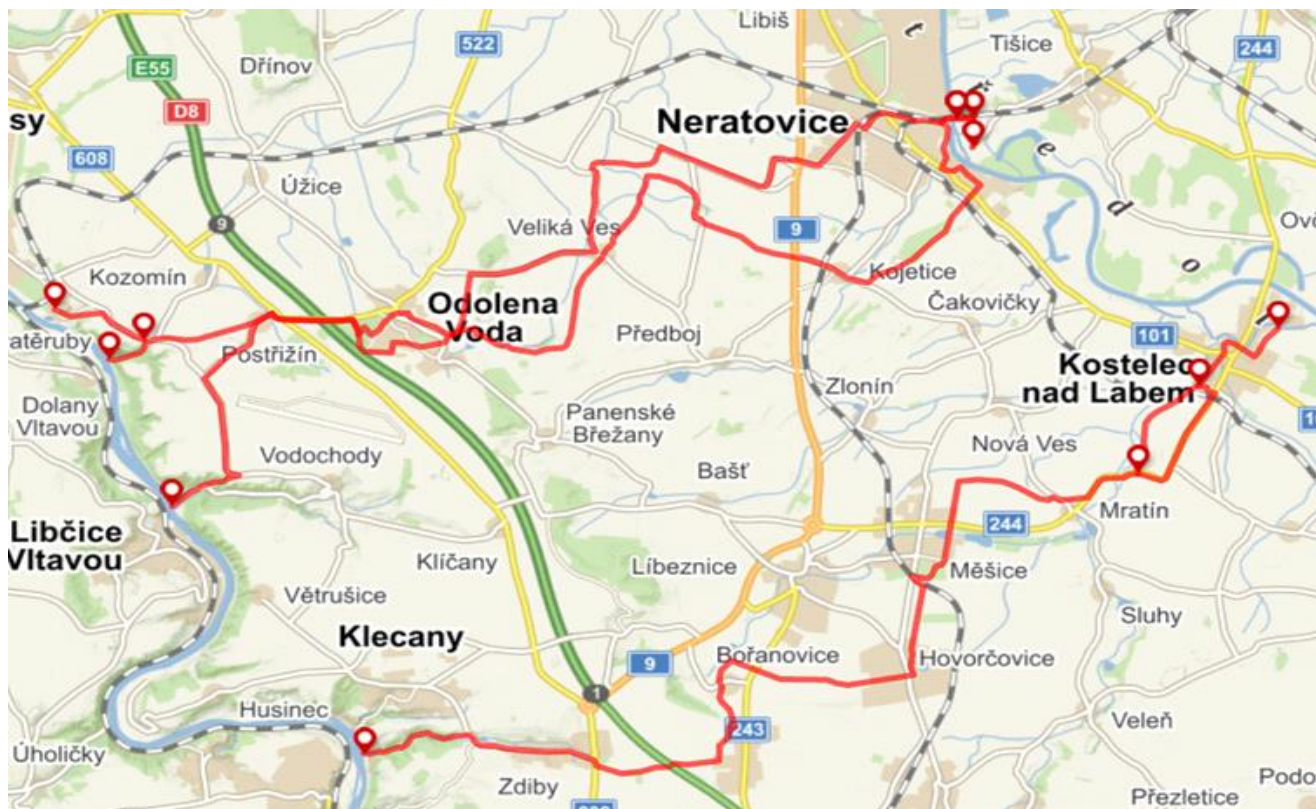 Libiš
Tišice
522
244
E55
Dřínov
D8
sy
608
Neratovice
Středo
Úžice
9
Veliká Ves
9
Ovč
Kozomín
Kojetice
Čakovičky
Odolena
Voda
atěruby
Postřižín
Předboj
101
Kostelec
nad Labem
Zlonín
Dolany
Vltavou
Panenské
Břežany
Nová Ves
Vodochody
Bašť
Mratín
244
Libčice
Vltavou
Klíčany
Líbeznice
Měšice
Větrušice
Sluhy
Klecany
Bořanovice
Hovorčovice
9
1
Husinec
243
Veleň
Úholičky
Zdiby
Podo
Přezletice